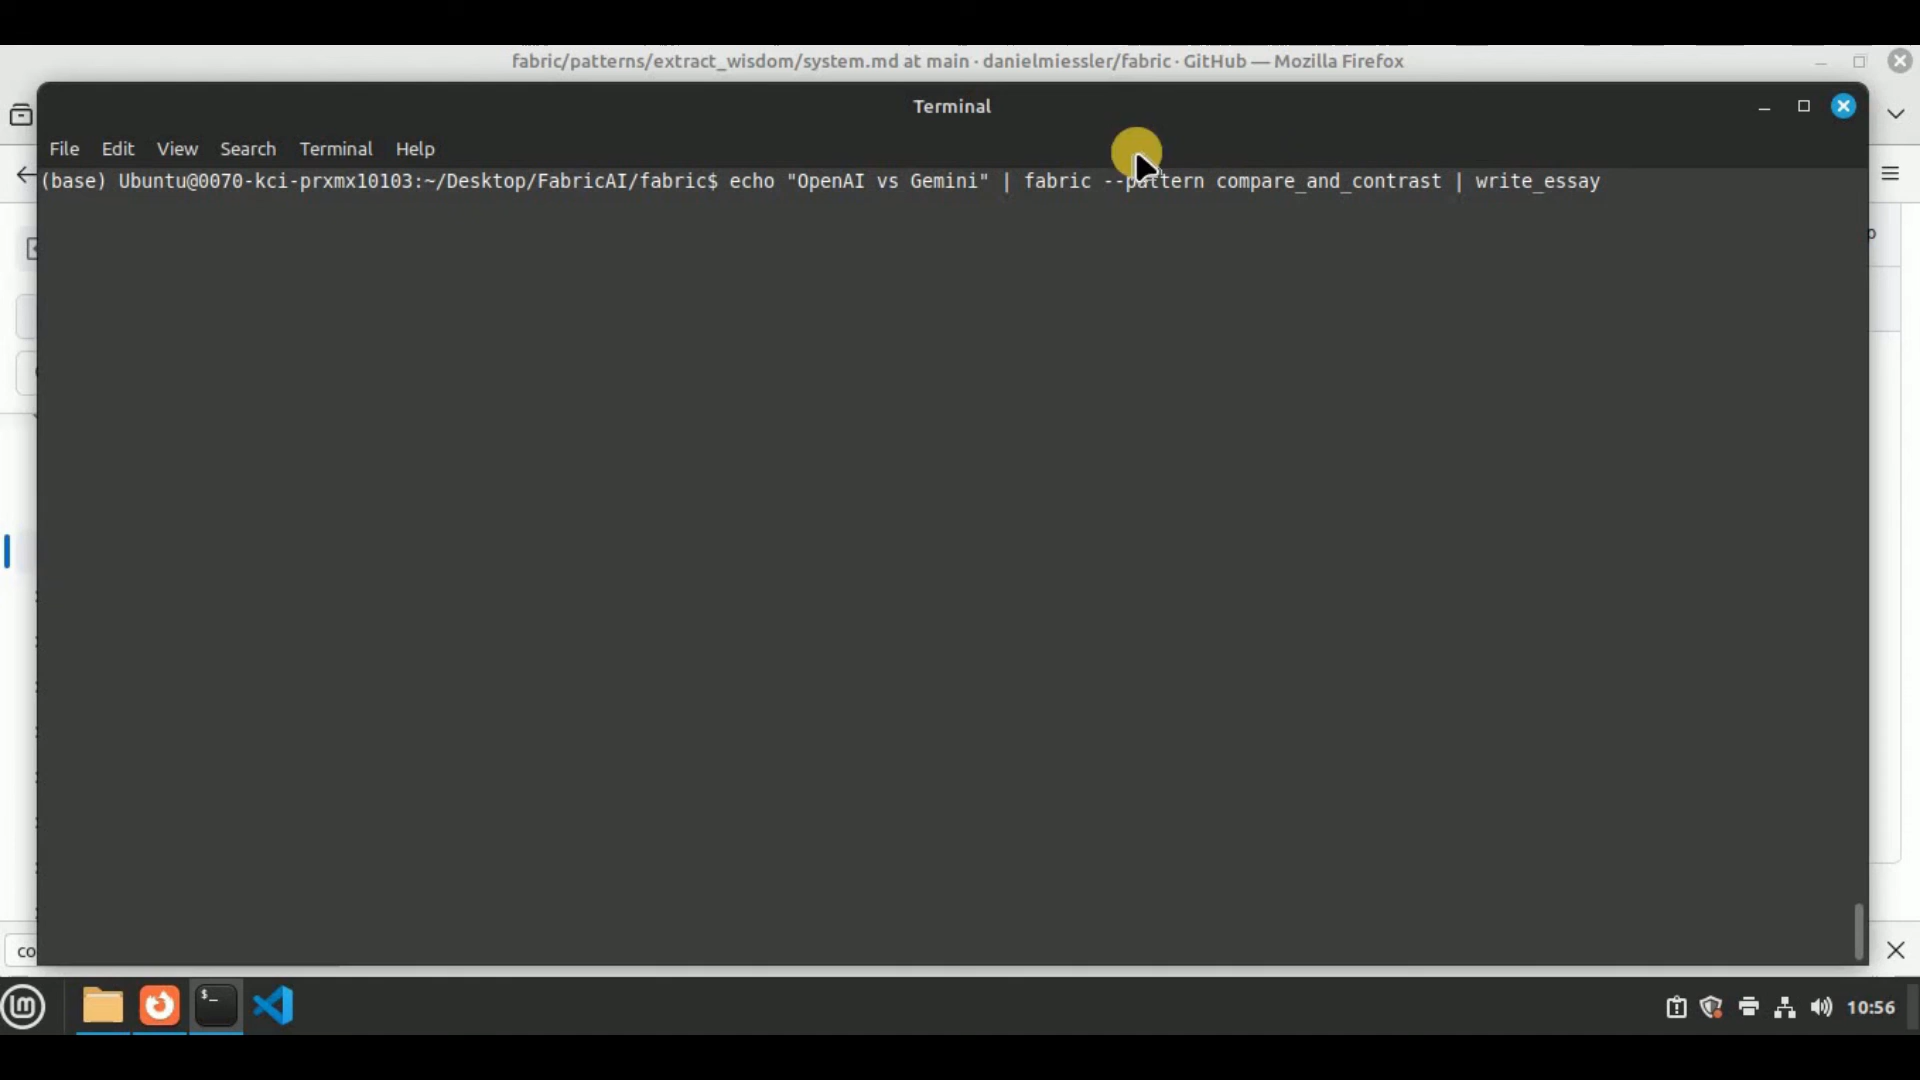 fabric/patterns/extract_wisdom/system.md at main · danielmiessler/fabric · GitHub — Mozilla Firefox
Terminal
File Edit View Search Terminal Help
(base) Ubuntu@0070-kci-prxmx10103:~/Desktop/FabricAI/fabric$ echo "OpenAI vs Gemini" | fabric --pattern compare_and_contrast | write_essay
p
co
$_
10:56